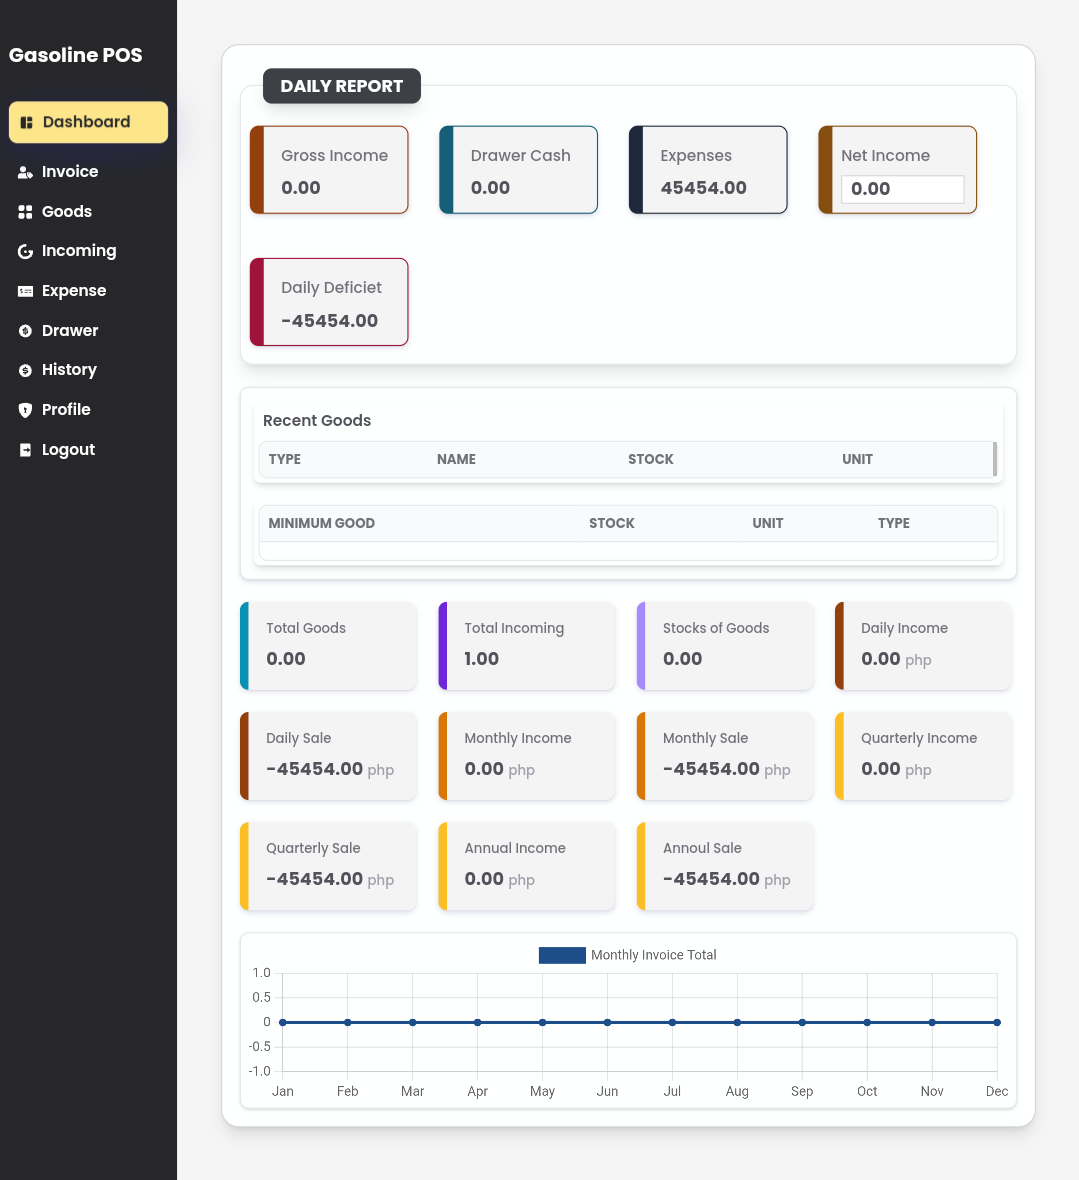 Gasoline POS
Dashboard
Invoice
Goods
Incoming
Expense
Drawer
History
Profile
Logout
DAILY REPORT
Gross Income
0.00
Drawer Cash
0.00
Expenses
45454.00
Net Income
0.00
Daily Deficiet
-45454.00
Recent Goods
TYPE NAME STOCK UNIT
MINIMUM GOOD STOCK UNIT TYPE
Total Goods
0.00
Total Incoming
1.00
Stocks of Goods
0.00
Daily Income
0.00 php
Daily Sale
-45454.00 php
Monthly Income
0.00 php
Monthly Sale
-45454.00 php
Quarterly Income
0.00 php
Quarterly Sale
-45454.00 php
Annual Income
0.00 php
Annoul Sale
-45454.00 php
Monthly Invoice Total
1.0
0.5
0
-0.5
-1.0
Jan Feb Mar Apr May Jun Jul Aug Sep Oct Nov Dec